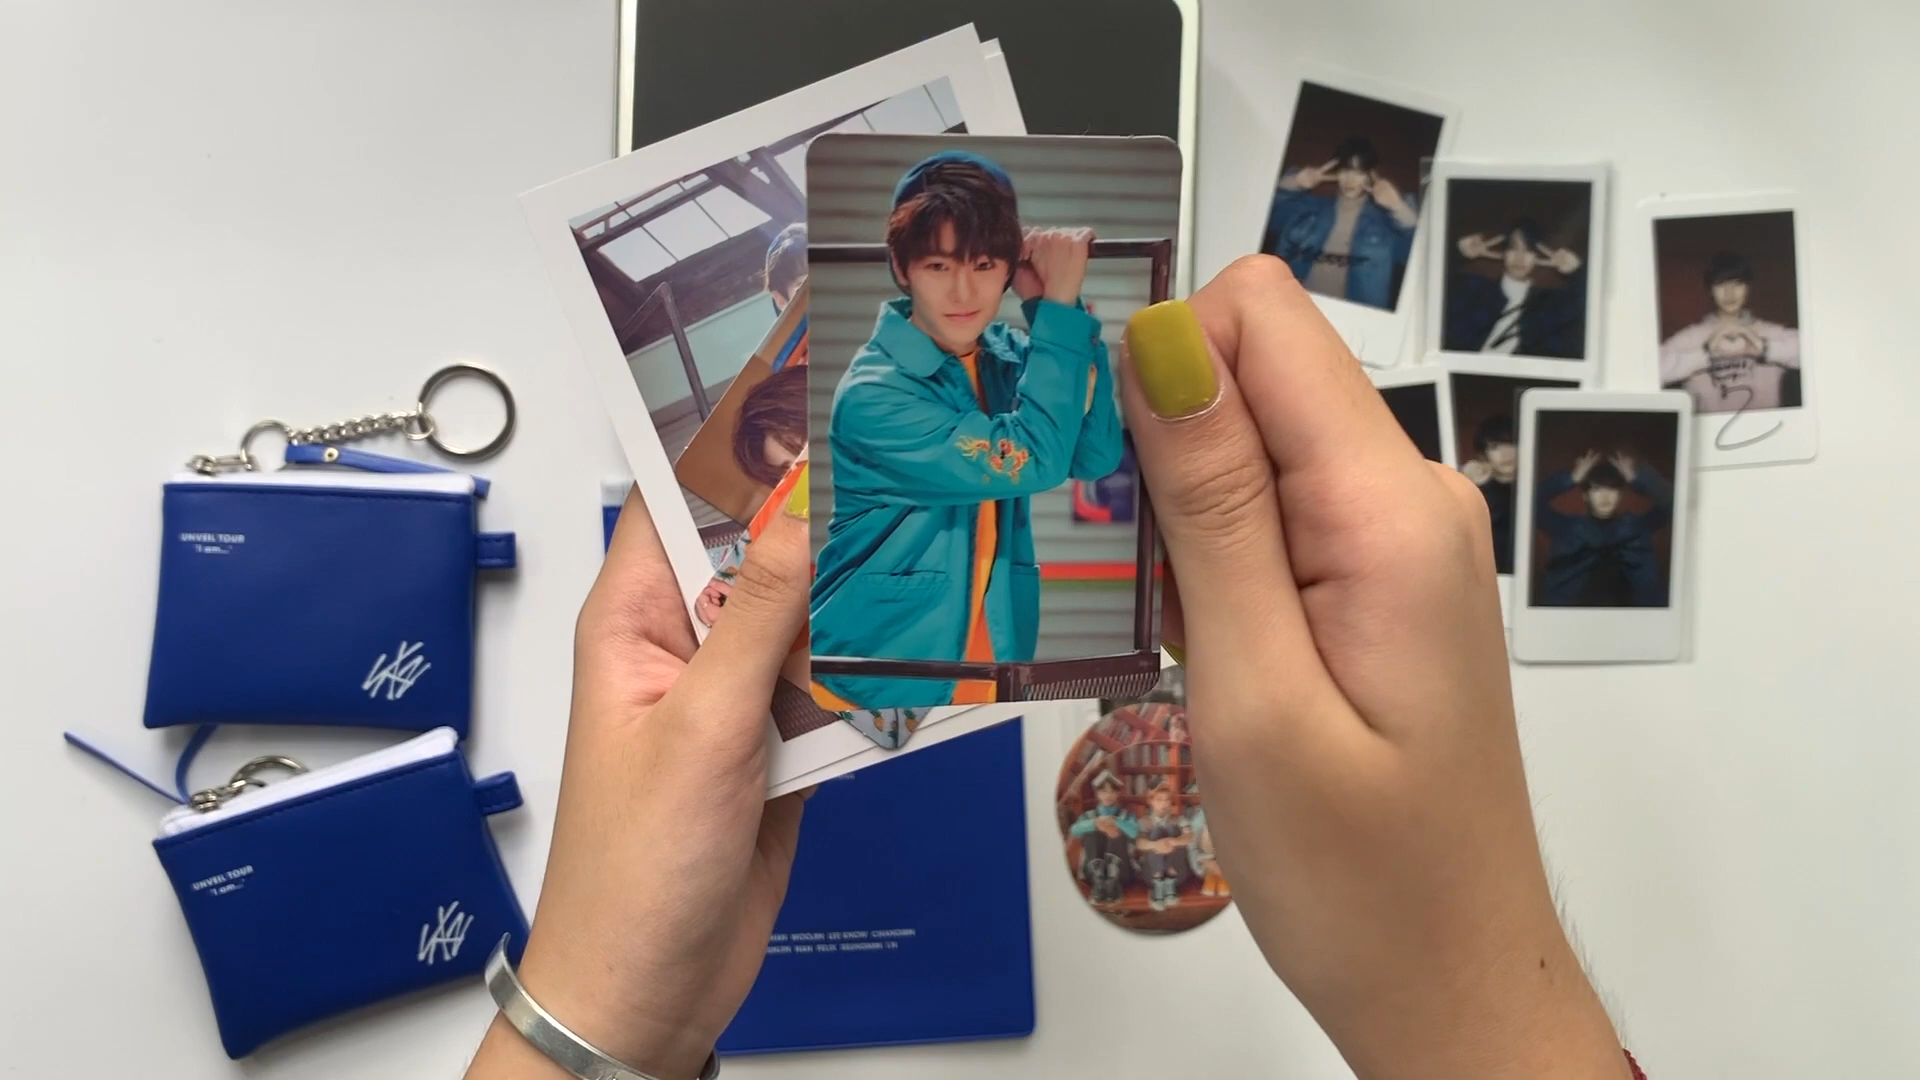 UNVEIL TOUR
'I am...'
UNVEIL TOUR
'I am...'
WOOJIN LEE KNOW CHANGBIN
HAN FELIX SEUNGMIN I.N